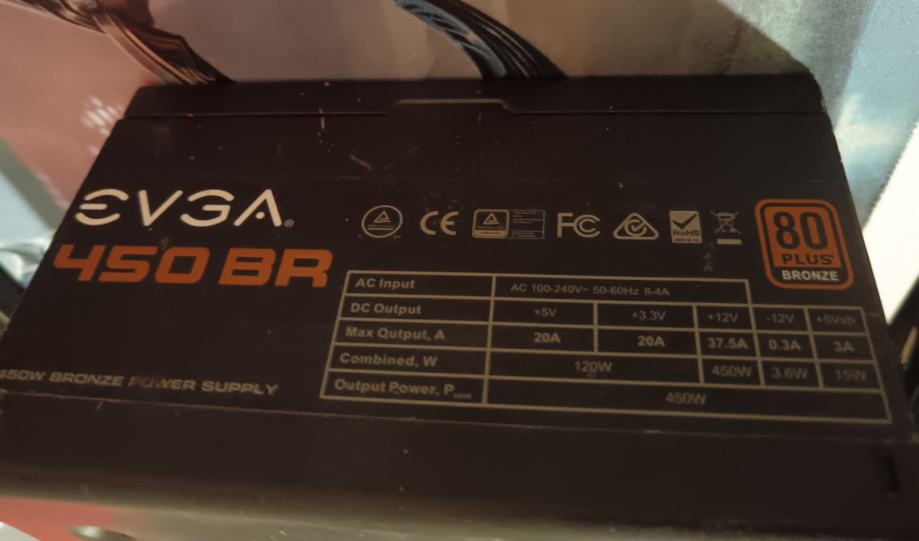 EVGA®
450 BR
CE
FC
RoHS
80
PLUS
BRONZE
AC Input AC 100-240V~ 50-60Hz 8-4A
DC Output +5V +3.3V +12V -12V +5Vsb
Max Output, A 20A 20A 37.5A 0.3A 3A
Combined, W 120W 450W 3.6W 15W
Output Power, P 450W
450W BRONZE POWER SUPPLY